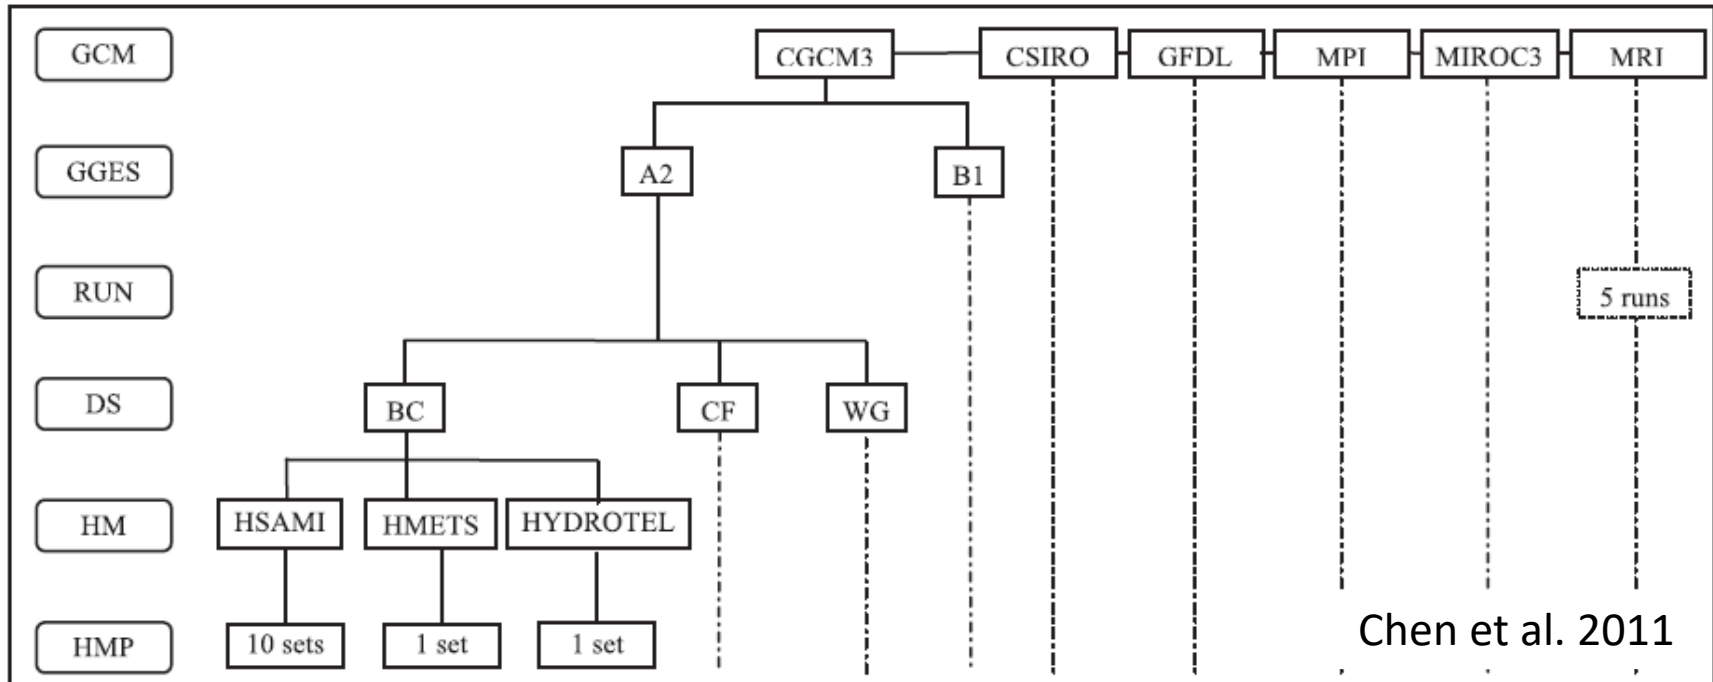 GCM CGCM3 CSIRO GFDL MPI MIROC3 MRI
GGES A2 B1
RUN 5 runs
DS BC CF WG
HM HSAMI HMETS HYDROTEL
HMP 10 sets 1 set 1 set
Chen et al. 2011